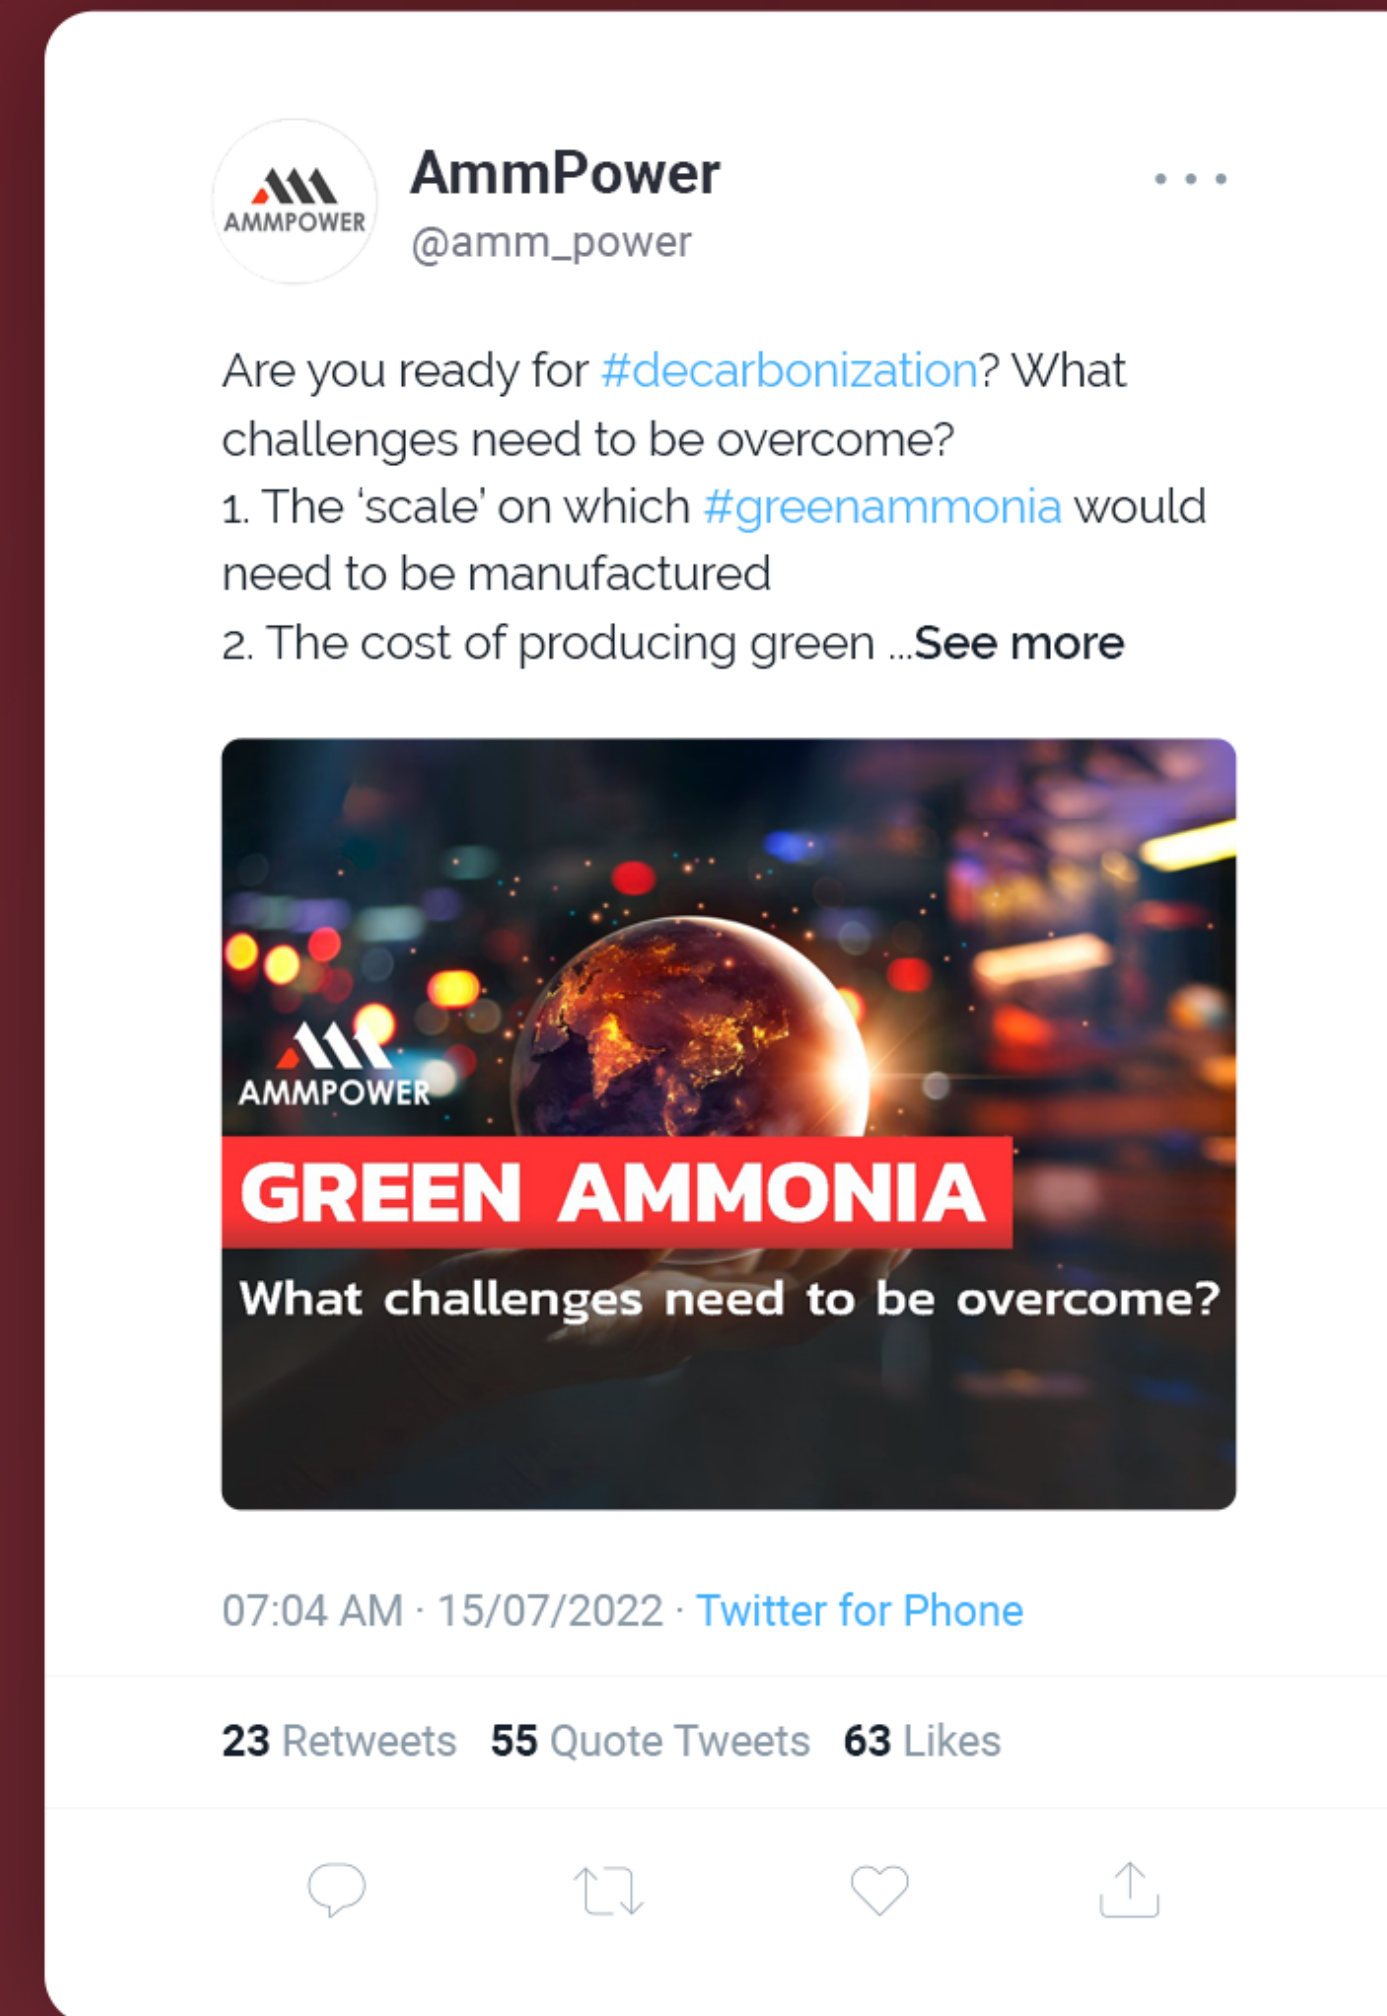 AMMPOWER
AmmPower
@amm_power
Are you ready for #decarbonization? What
challenges need to be overcome?
1. The ‘scale’ on which #greenammonia would
need to be manufactured
2. The cost of producing green ...See more
AMMPOWER
GREEN AMMONIA
What challenges need to be overcome?
07:04 AM · 15/07/2022 · Twitter for Phone
23 Retweets 55 Quote Tweets 63 Likes